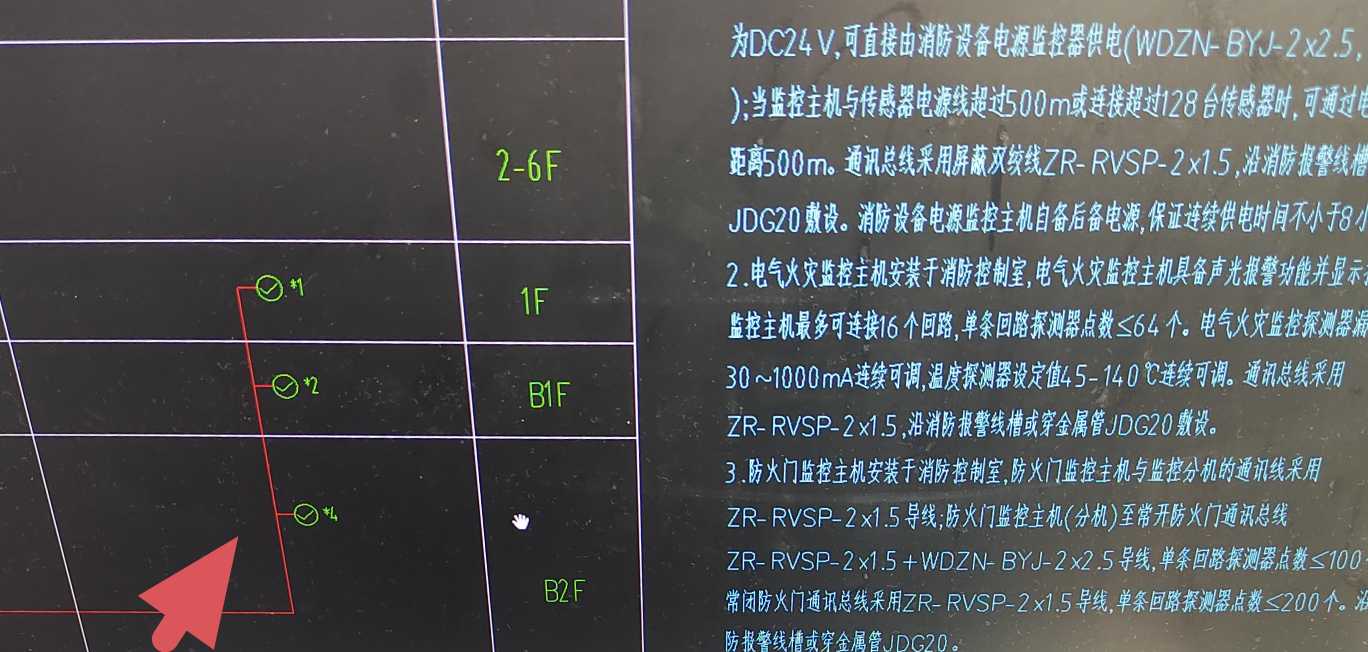 2-6F
*1
1F
*2
B1F
*4
B2F
为DC24V,可直接由消防设备电源监控器供电(WDZN-BYJ-2x2.5,
);当监控主机与传感器电源线超过500m或连接超过128台传感器时,可通过
距离500m。通讯总线采用屏蔽双绞线ZR-RVSP-2x1.5,沿消防报警线槽
JDG20敷设。消防设备电源监控主机自备后备电源,保证连续供电时间不小于8小
2.电气火灾监控主机安装于消防控制室,电气火灾监控主机具备声光报警功能并显示
监控主机最多可连接16个回路,单条回路探测器点数≤64个。电气火灾监控探测器漏
30~1000mA连续可调,温度探测器设定值45-140℃连续可调。通讯总线采用
ZR-RVSP-2x1.5,沿消防报警线槽或穿金属管JDG20敷设。
3.防火门监控主机安装于消防控制室,防火门监控主机与监控分机的通讯线采用
ZR-RVSP-2x1.5导线;防火门监控主机(分机)至常开防火门通讯总线
ZR-RVSP-2x1.5+WDZN-BYJ-2x2.5导线,单条回路探测器点数≤100
常闭防火门通讯总线采用ZR-RVSP-2x1.5导线,单条回路探测器点数≤200个。沿
防报警线槽或穿金属管JDG20。